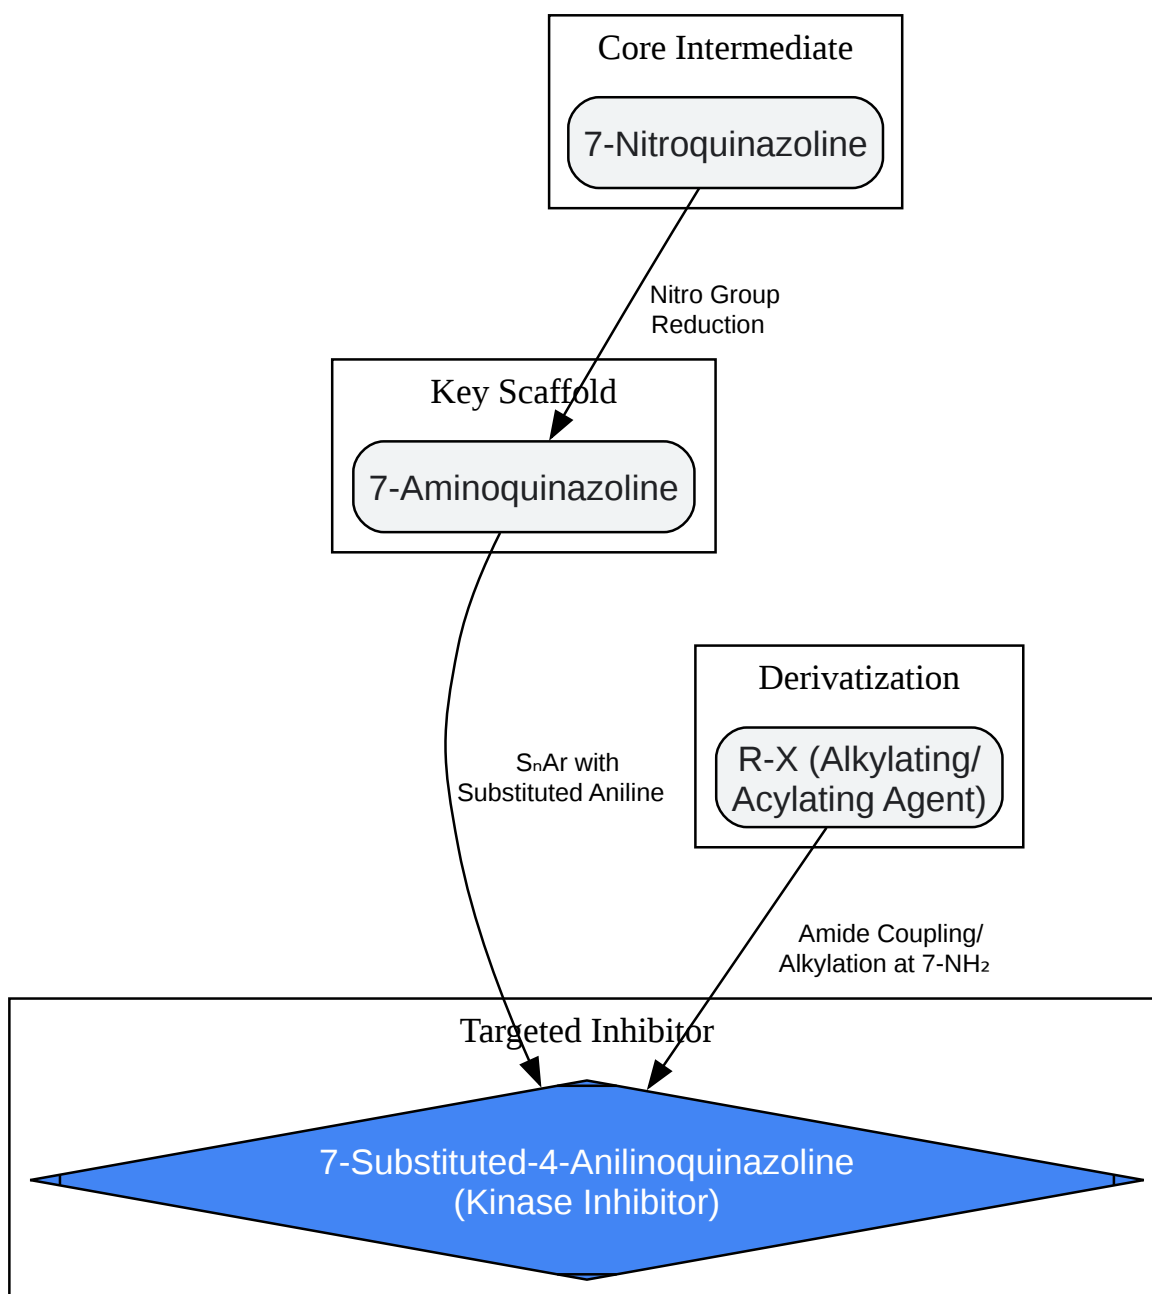 Core Intermediate
7-Nitroquinazoline
Nitro Group
Reduction
Key Scaffold
7-Aminoquinazoline
Derivatization
R-X (Alkylating/
Acylating Agent)
SₙAr with
Substituted Aniline
Amide Coupling/
Alkylation at 7-NH₂
Targeted Inhibitor
7-Substituted-4-Anilinoquinazoline
(Kinase Inhibitor)